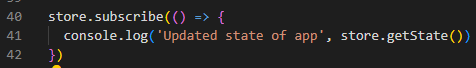 40 store.subscribe(() => {
41   console.log('Updated state of app', store.getState())
42 })